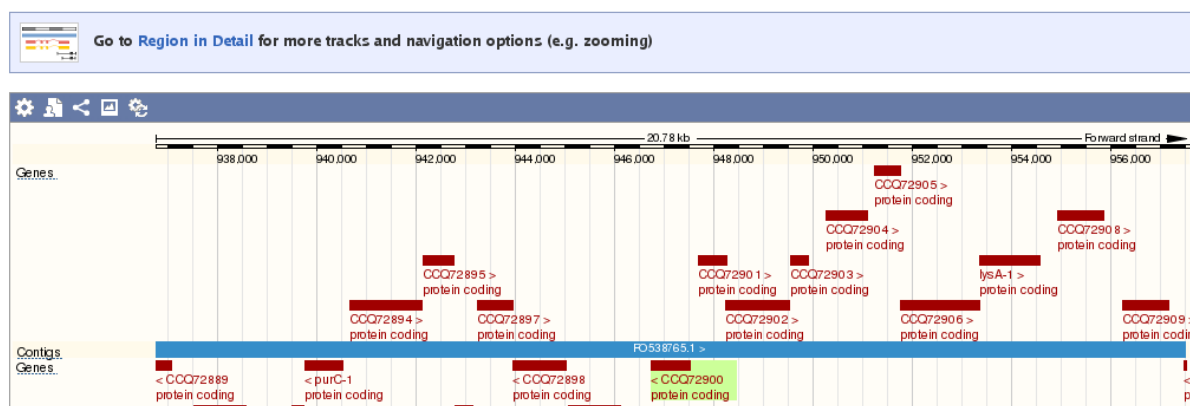 Go to Region in Detail for more tracks and navigation options (e.g. zooming)
20.78 kb
Forward strand
938,000 940,000 942,000 944,000 946,000 948,000 950,000 952,000 954,000 956,000
Genes
CCQ72905 >
protein coding
CCQ72904 > CCQ72908 >
protein coding protein coding
CCQ72895 > CCQ72901 > CCQ72903 > lysA-1 >
protein coding protein coding protein coding protein coding
CCQ72894 > CCQ72897 > CCQ72902 > CCQ72906 > CCQ72909 >
protein coding protein coding protein coding protein coding protein codin
Contigs
FO538765.1 >
Genes
< CCQ72889 < purC-1 < CCQ72898 < CCQ72900 <
protein coding protein coding protein coding protein coding p